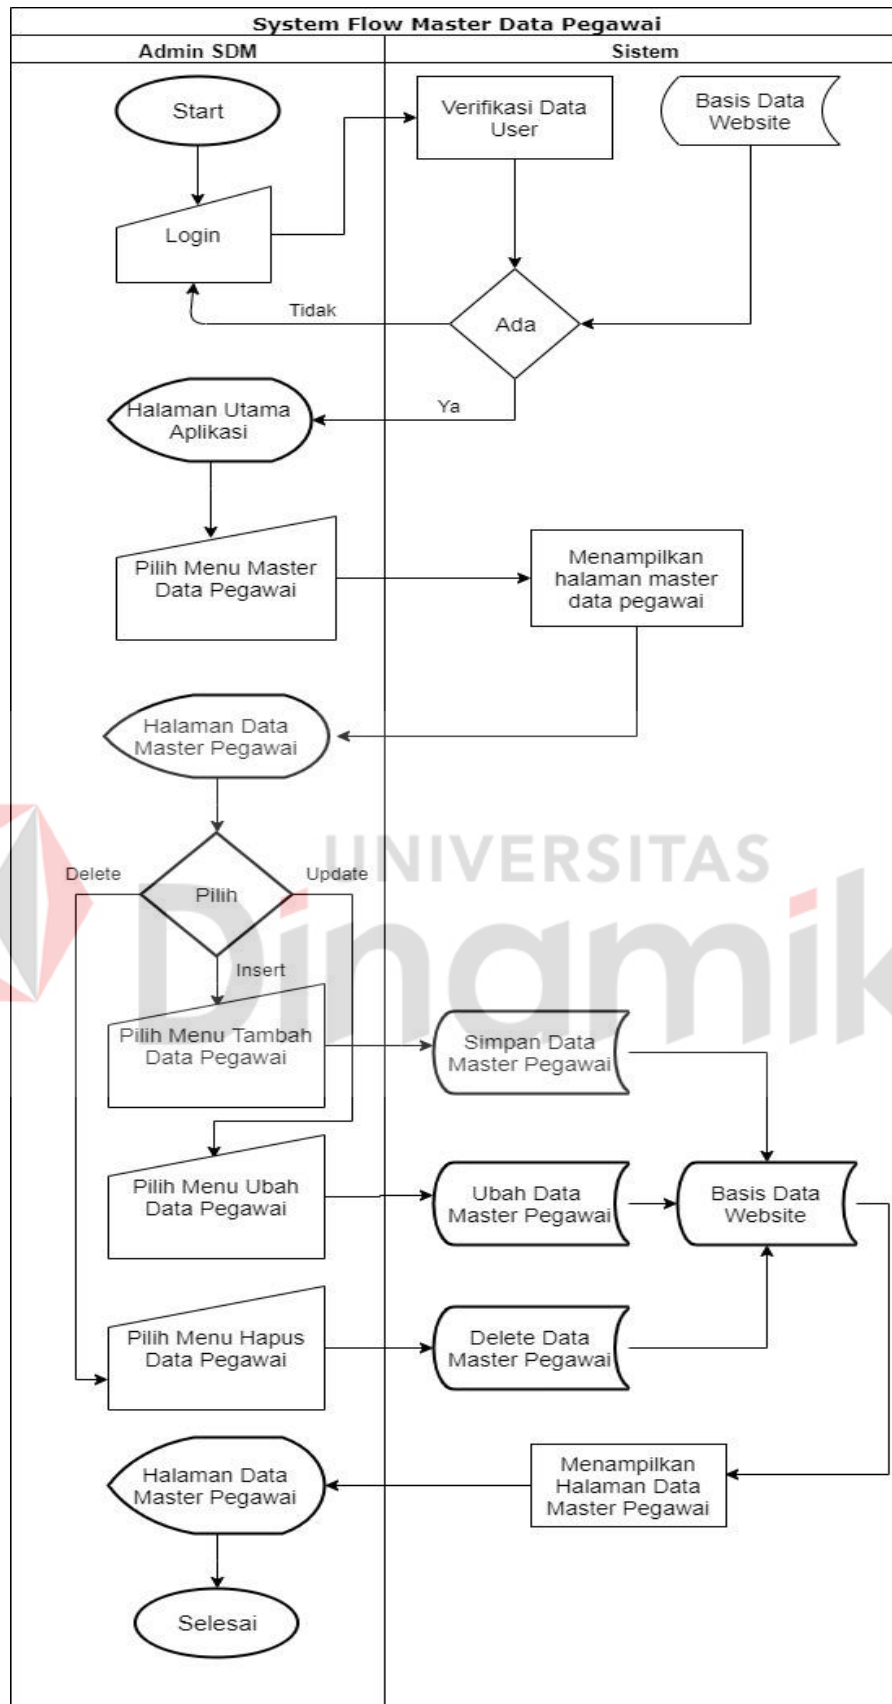 System Flow Master Data Pegawai
Admin SDM
Sistem
Start
Verifikasi Data
User
Basis Data
Website
Login
Ada
Tidak
Ya
Halaman Utama
Aplikasi
Pilih Menu Master
Data Pegawai
Menampilkan
halaman master
data pegawai
Halaman Data
Master Pegawai
UNIVERSITAS
Dinamik
Delete
Pilih
Update
Insert
Pilih Menu Tambah
Data Pegawai
Simpan Data
Master Pegawai
Pilih Menu Ubah
Data Pegawai
Ubah Data
Master Pegawai
Basis Data
Website
Pilih Menu Hapus
Data Pegawai
Delete Data
Master Pegawai
Halaman Data
Master Pegawai
Menampilkan
Halaman Data
Master Pegawai
Selesai